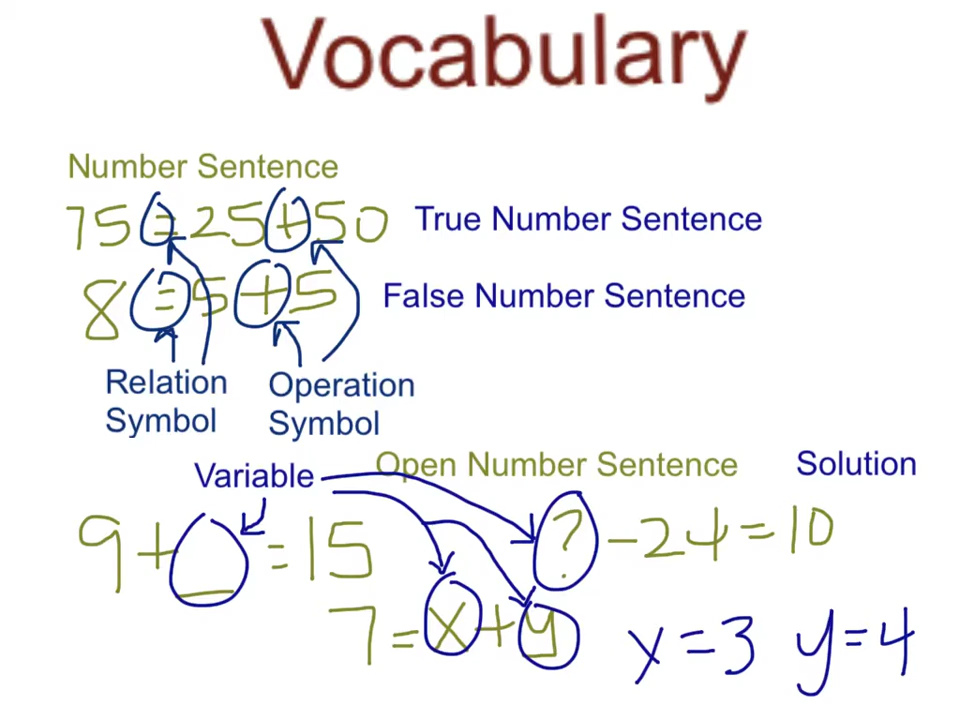 Vocabulary
Number Sentence
75=25+50 True Number Sentence
8=5+5 False Number Sentence
Relation Symbol
Operation Symbol
Variable Open Number Sentence Solution
9+_=15 ?-24=10
7=x+y x=3 y=4